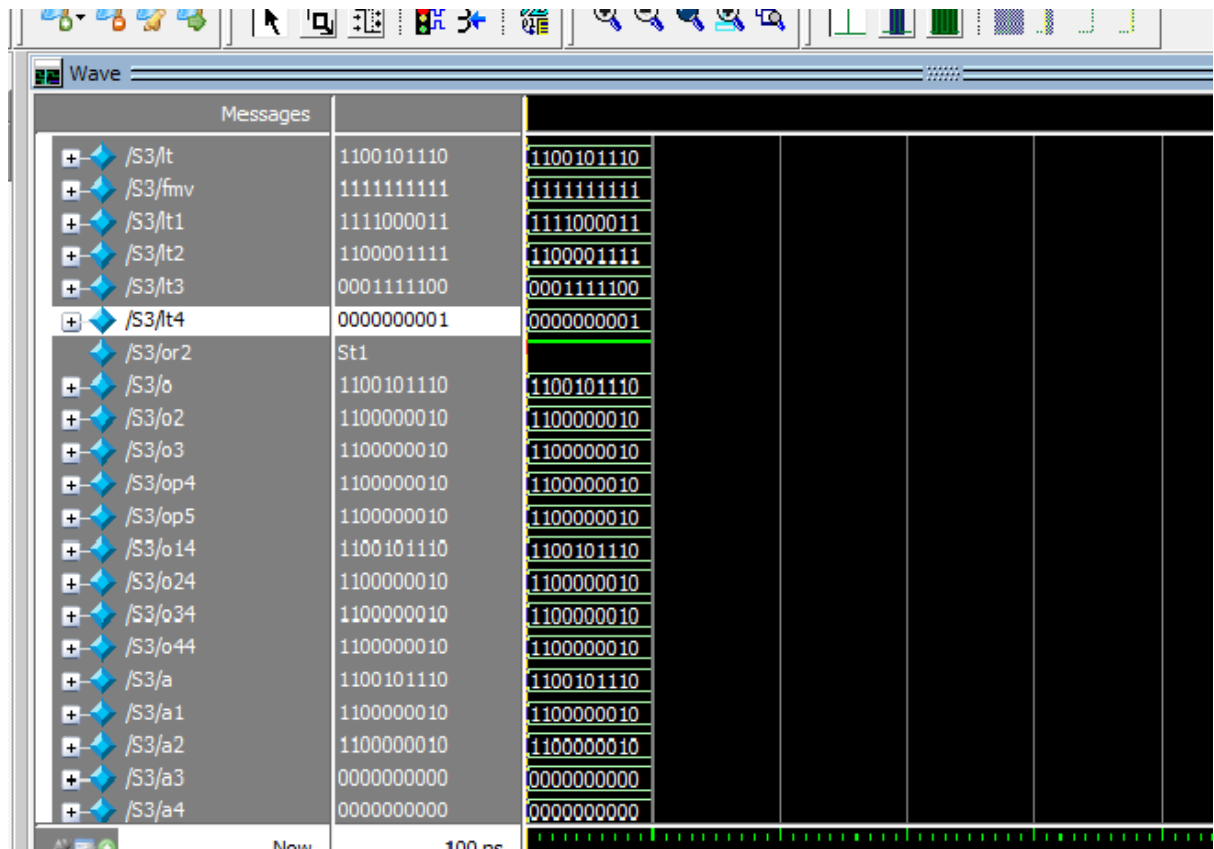 Wave
Messages
/S3/lt 1100101110 1100101110
/S3/fmv 1111111111 1111111111
/S3/lt1 1111000011 1111000011
/S3/lt2 1100001111 1100001111
/S3/lt3 0001111100 0001111100
/S3/lt4 0000000001 0000000001
/S3/or2 St1
/S3/o 1100101110 1100101110
/S3/o2 1100000010 1100000010
/S3/o3 1100000010 1100000010
/S3/op4 1100000010 1100000010
/S3/op5 1100000010 1100000010
/S3/o14 1100101110 1100101110
/S3/o24 1100000010 1100000010
/S3/o34 1100000010 1100000010
/S3/o44 1100000010 1100000010
/S3/a 1100101110 1100101110
/S3/a1 1100000010 1100000010
/S3/a2 1100000010 1100000010
/S3/a3 0000000000 0000000000
/S3/a4 0000000000 0000000000
Now 100 ns